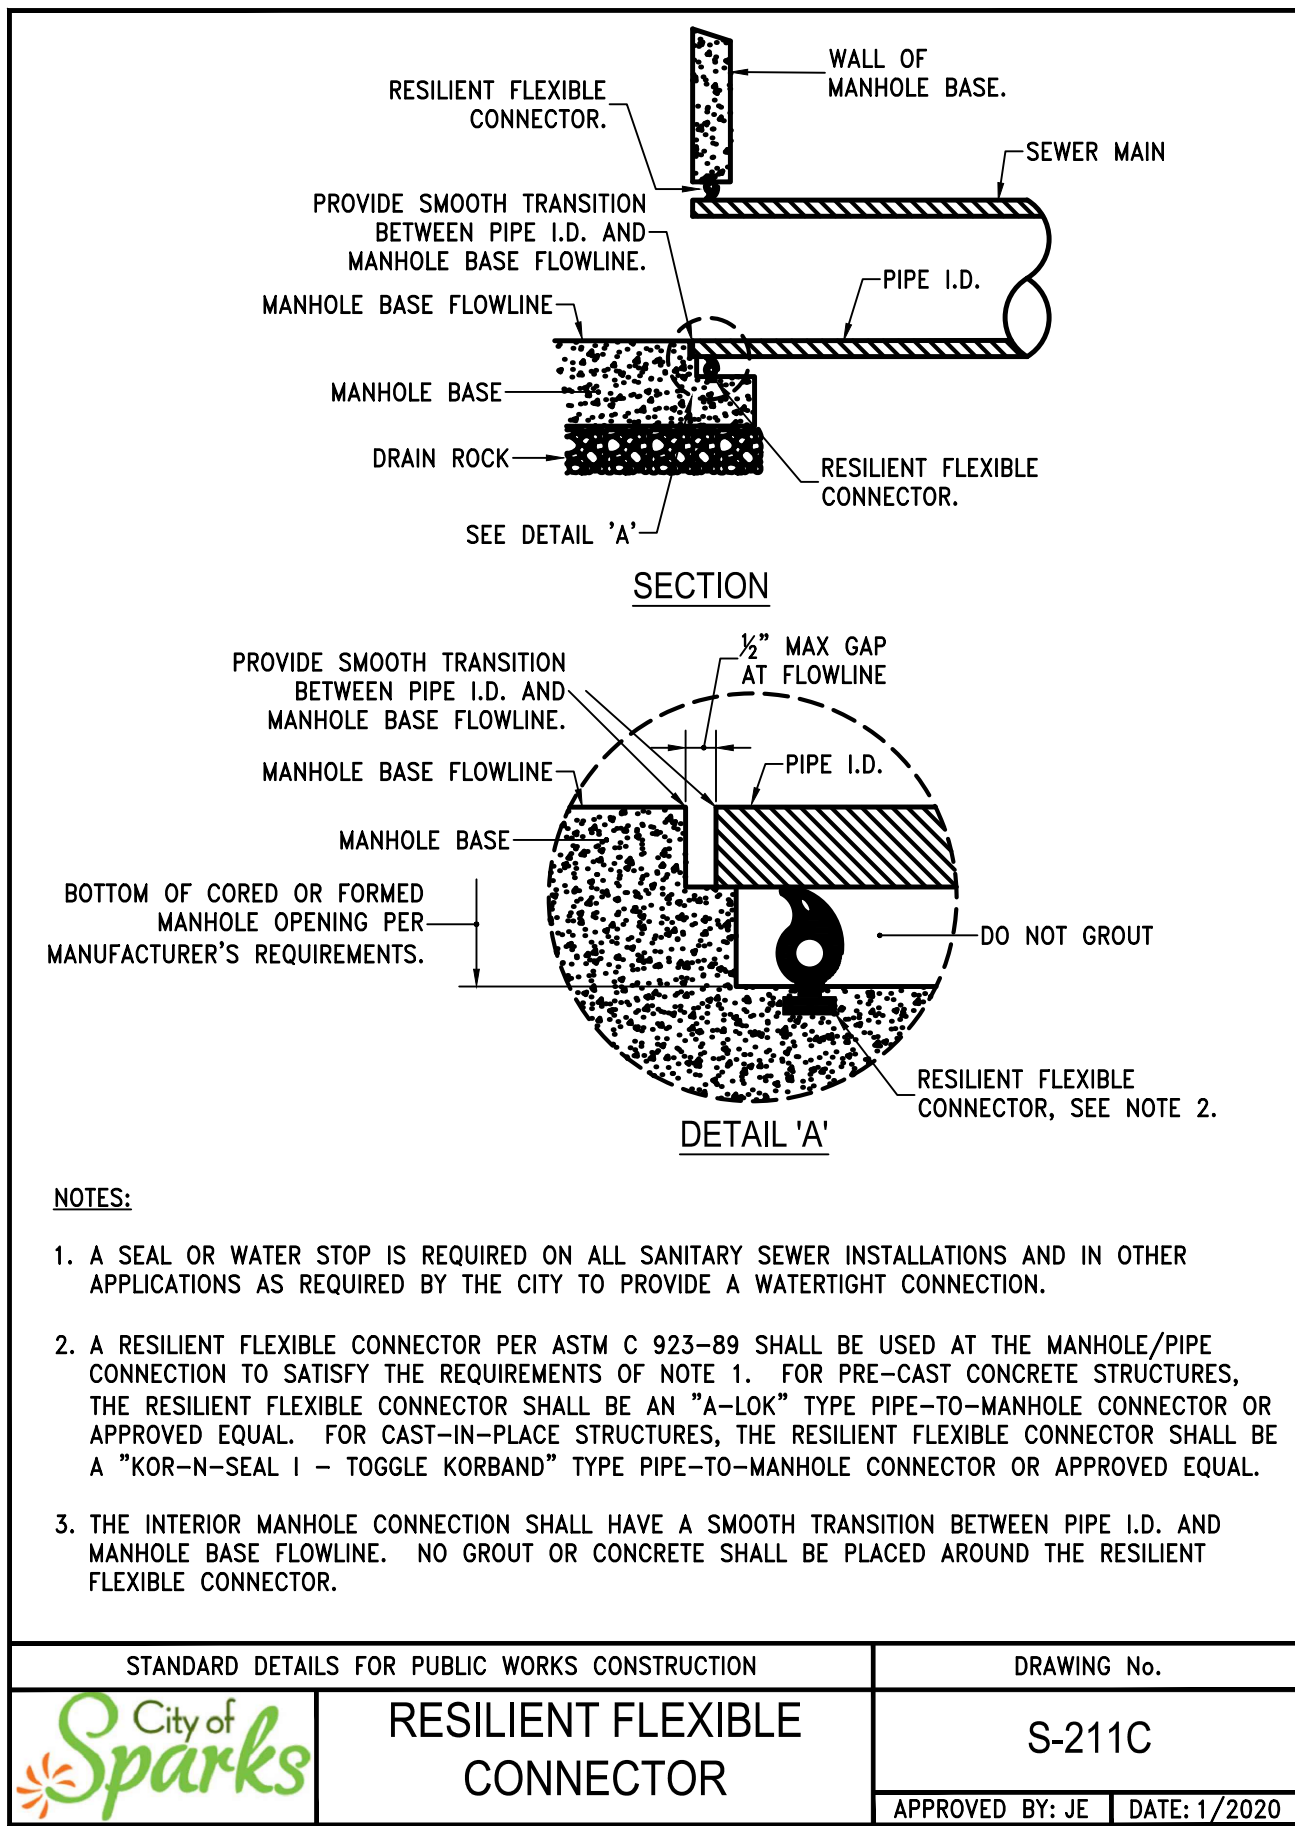 WALL OF
MANHOLE BASE.
RESILIENT FLEXIBLE
CONNECTOR.
SEWER MAIN
PROVIDE SMOOTH TRANSITION
BETWEEN PIPE I.D. AND
MANHOLE BASE FLOWLINE.
PIPE I.D.
MANHOLE BASE FLOWLINE
MANHOLE BASE
DRAIN ROCK
RESILIENT FLEXIBLE
CONNECTOR.
SEE DETAIL 'A'
SECTION
½" MAX GAP
AT FLOWLINE
PROVIDE SMOOTH TRANSITION
BETWEEN PIPE I.D. AND
MANHOLE BASE FLOWLINE.
MANHOLE BASE FLOWLINE
PIPE I.D.
MANHOLE BASE
BOTTOM OF CORED OR FORMED
MANHOLE OPENING PER
MANUFACTURER'S REQUIREMENTS.
DO NOT GROUT
RESILIENT FLEXIBLE
CONNECTOR, SEE NOTE 2.
DETAIL 'A'
NOTES:
1. A SEAL OR WATER STOP IS REQUIRED ON ALL SANITARY SEWER INSTALLATIONS AND IN OTHER
APPLICATIONS AS REQUIRED BY THE CITY TO PROVIDE A WATERTIGHT CONNECTION.
2. A RESILIENT FLEXIBLE CONNECTOR PER ASTM C 923-89 SHALL BE USED AT THE MANHOLE/PIPE
CONNECTION TO SATISFY THE REQUIREMENTS OF NOTE 1. FOR PRE-CAST CONCRETE STRUCTURES,
THE RESILIENT FLEXIBLE CONNECTOR SHALL BE AN "A-LOK" TYPE PIPE-TO-MANHOLE CONNECTOR OR
APPROVED EQUAL. FOR CAST-IN-PLACE STRUCTURES, THE RESILIENT FLEXIBLE CONNECTOR SHALL BE
A "KOR-N-SEAL I - TOGGLE KORBAND" TYPE PIPE-TO-MANHOLE CONNECTOR OR APPROVED EQUAL.
3. THE INTERIOR MANHOLE CONNECTION SHALL HAVE A SMOOTH TRANSITION BETWEEN PIPE I.D. AND
MANHOLE BASE FLOWLINE. NO GROUT OR CONCRETE SHALL BE PLACED AROUND THE RESILIENT
FLEXIBLE CONNECTOR.
STANDARD DETAILS FOR PUBLIC WORKS CONSTRUCTION
DRAWING No.
City of
Sparks
RESILIENT FLEXIBLE
CONNECTOR
S-211C
APPROVED BY: JE
DATE: 1/2020